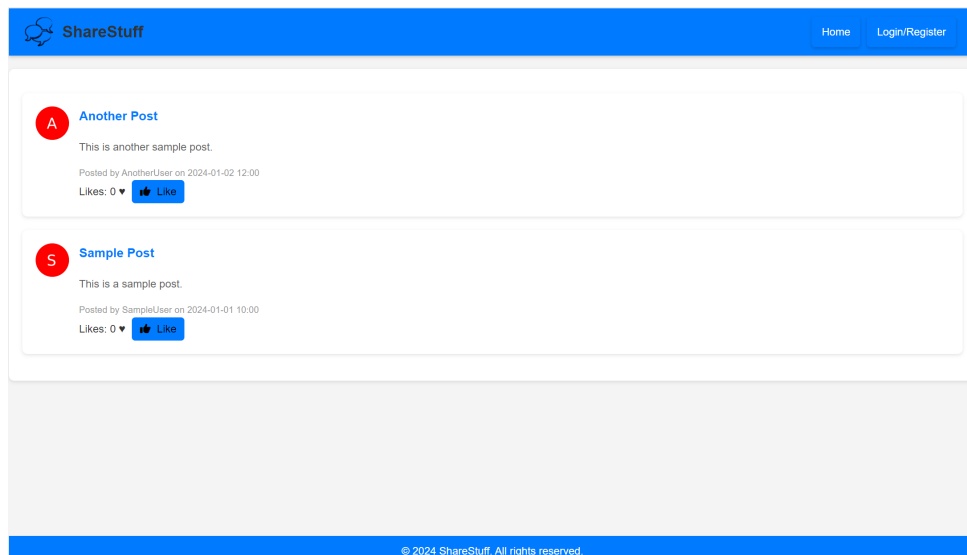 ShareStuff
Home
Login/Register
A
Another Post
This is another sample post.
Posted by AnotherUser on 2024-01-02 12:00
Likes: 0 ♥
Like
S
Sample Post
This is a sample post.
Posted by SampleUser on 2024-01-01 10:00
Likes: 0 ♥
Like
© 2024 ShareStuff. All rights reserved.